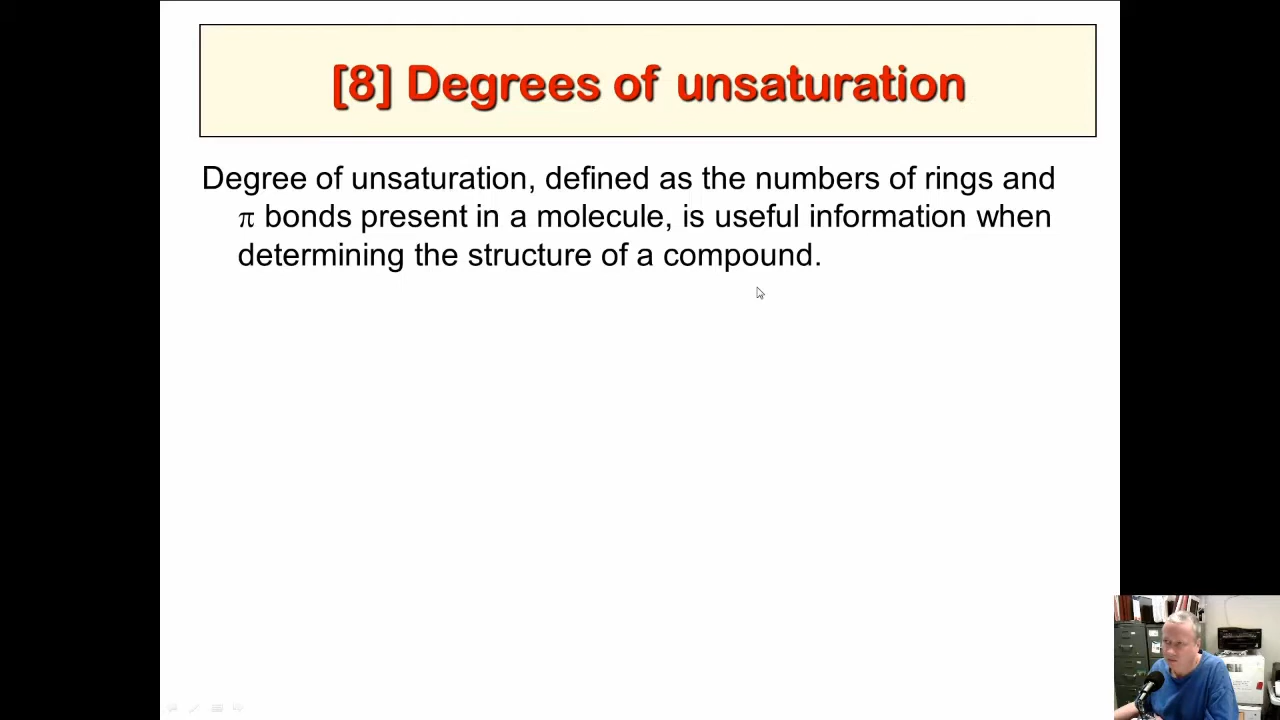 [8] Degrees of unsaturation
Degree of unsaturation, defined as the numbers of rings and
π bonds present in a molecule, is useful information when
determining the structure of a compound.